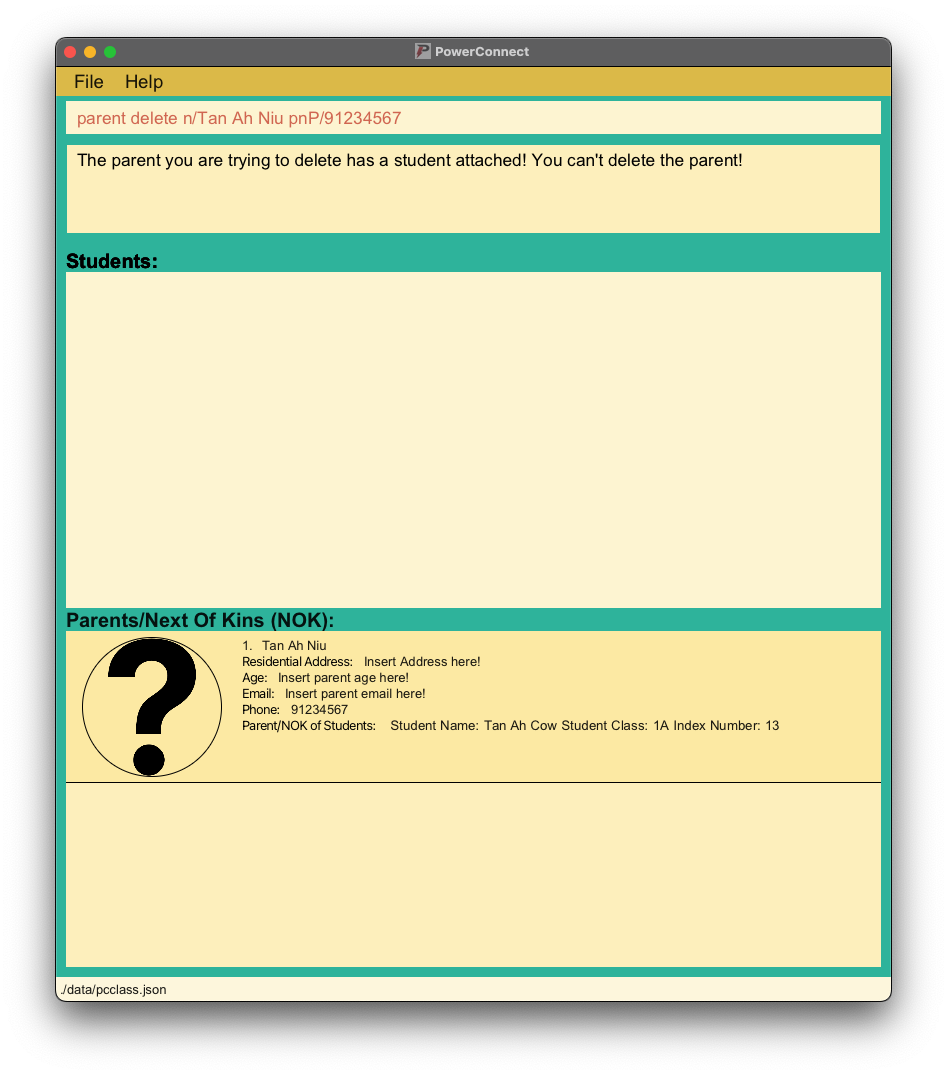 PowerConnect
File Help
parent delete n/Tan Ah Niu pnP/91234567
The parent you are trying to delete has a student attached! You can't delete the parent!
Students:
Parents/Next Of Kins (NOK):
1. Tan Ah Niu
Residential Address: Insert Address here!
Age: Insert parent age here!
Email: Insert parent email here!
Phone: 91234567
Parent/NOK of Students: Student Name: Tan Ah Cow Student Class: 1A Index Number: 13
./data/pcclass.json